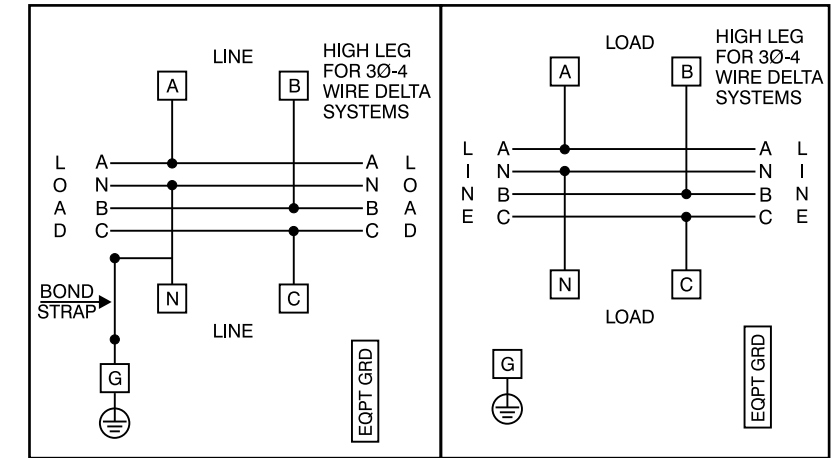 LINE
A
B
HIGH LEG
FOR 3Ø-4
WIRE DELTA
SYSTEMS
L A A L
O N N O
A B B A
D C C D
BOND
STRAP
N
C
LINE
G
EQPT GRD
LOAD
A
B
HIGH LEG
FOR 3Ø-4
WIRE DELTA
SYSTEMS
L A A L
I N N I
N B B N
E C C E
N
C
LOAD
G
EQPT GRD